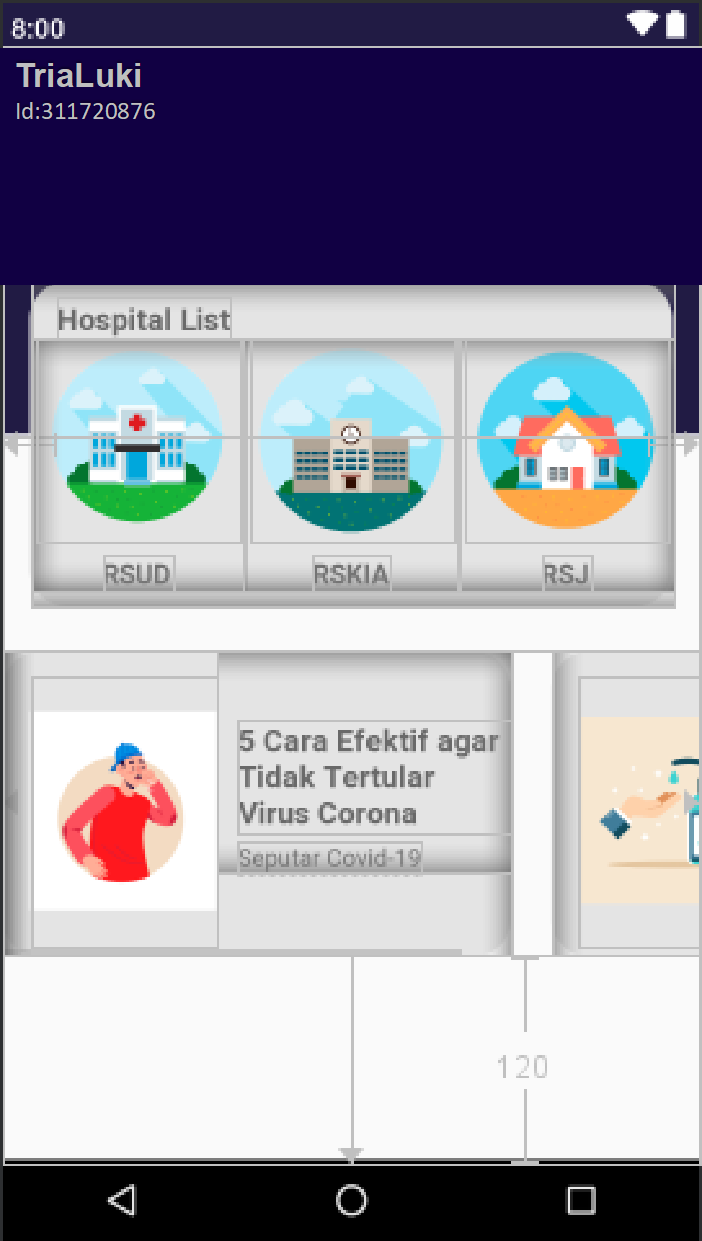 8:00
TriaLuki
Id:311720876
Hospital List
RSUD
RSKIA
RSJ
5 Cara Efektif agar
Tidak Tertular
Virus Corona
Seputar Covid-19
120